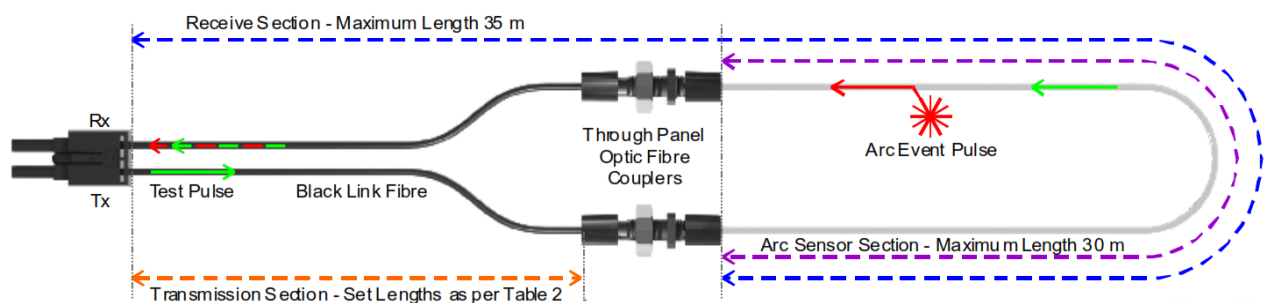 Receive Section - Maximum Length 35 m
Rx
Through Panel
Optic Fibre
Couplers
Arc Event Pulse
Tx
Test Pulse
Black Link Fibre
Arc Sensor Section - Maximum Length 30 m
Transmission Section - Set Lengths as per Table 2